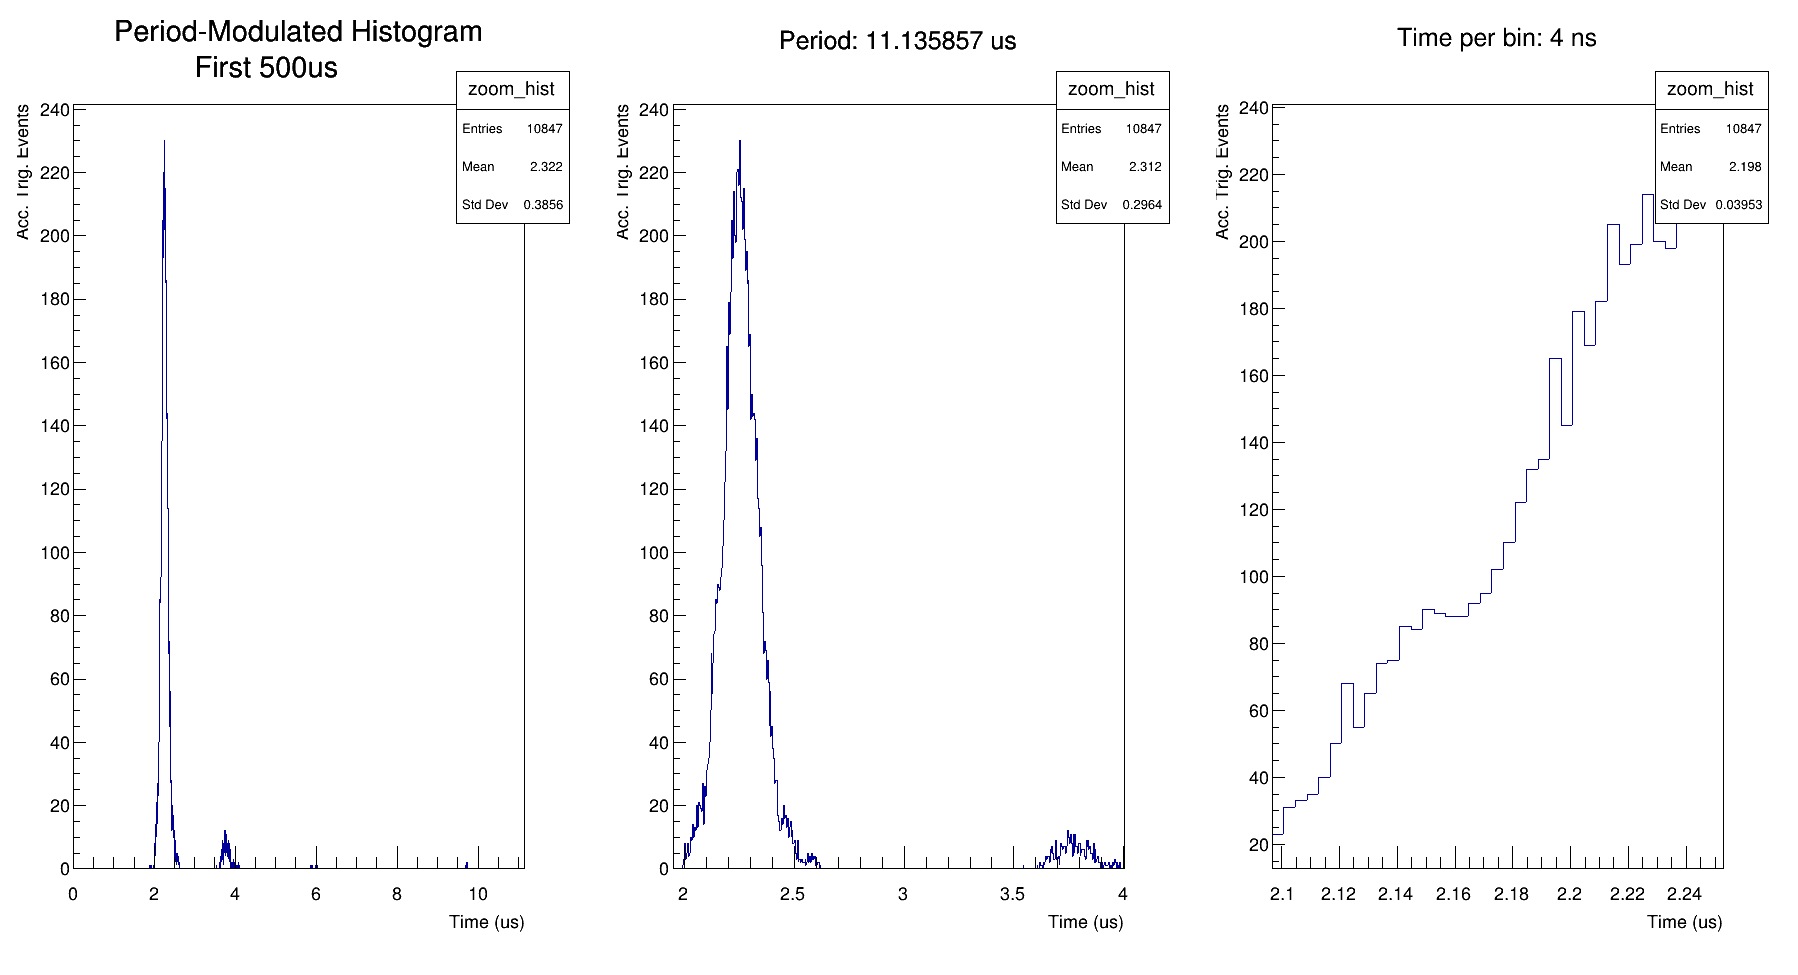 Period-Modulated Histogram
First 500us
zoom_hist
Entries 10847
Mean 2.322
Std Dev 0.3856
Acc. Trig. Events
240
220
200
180
160
140
120
100
80
60
40
20
0
0 2 4 6 8 10
Time (us)
Period: 11.135857 us
zoom_hist
Entries 10847
Mean 2.312
Std Dev 0.2964
Acc. Trig. Events
240
220
200
180
160
140
120
100
80
60
40
20
0
2 2.5 3 3.5 4
Time (us)
Time per bin: 4 ns
zoom_hist
Entries 10847
Mean 2.198
Std Dev 0.03953
Acc. Trig. Events
240
220
200
180
160
140
120
100
80
60
40
20
2.1 2.12 2.14 2.16 2.18 2.2 2.22 2.24
Time (us)